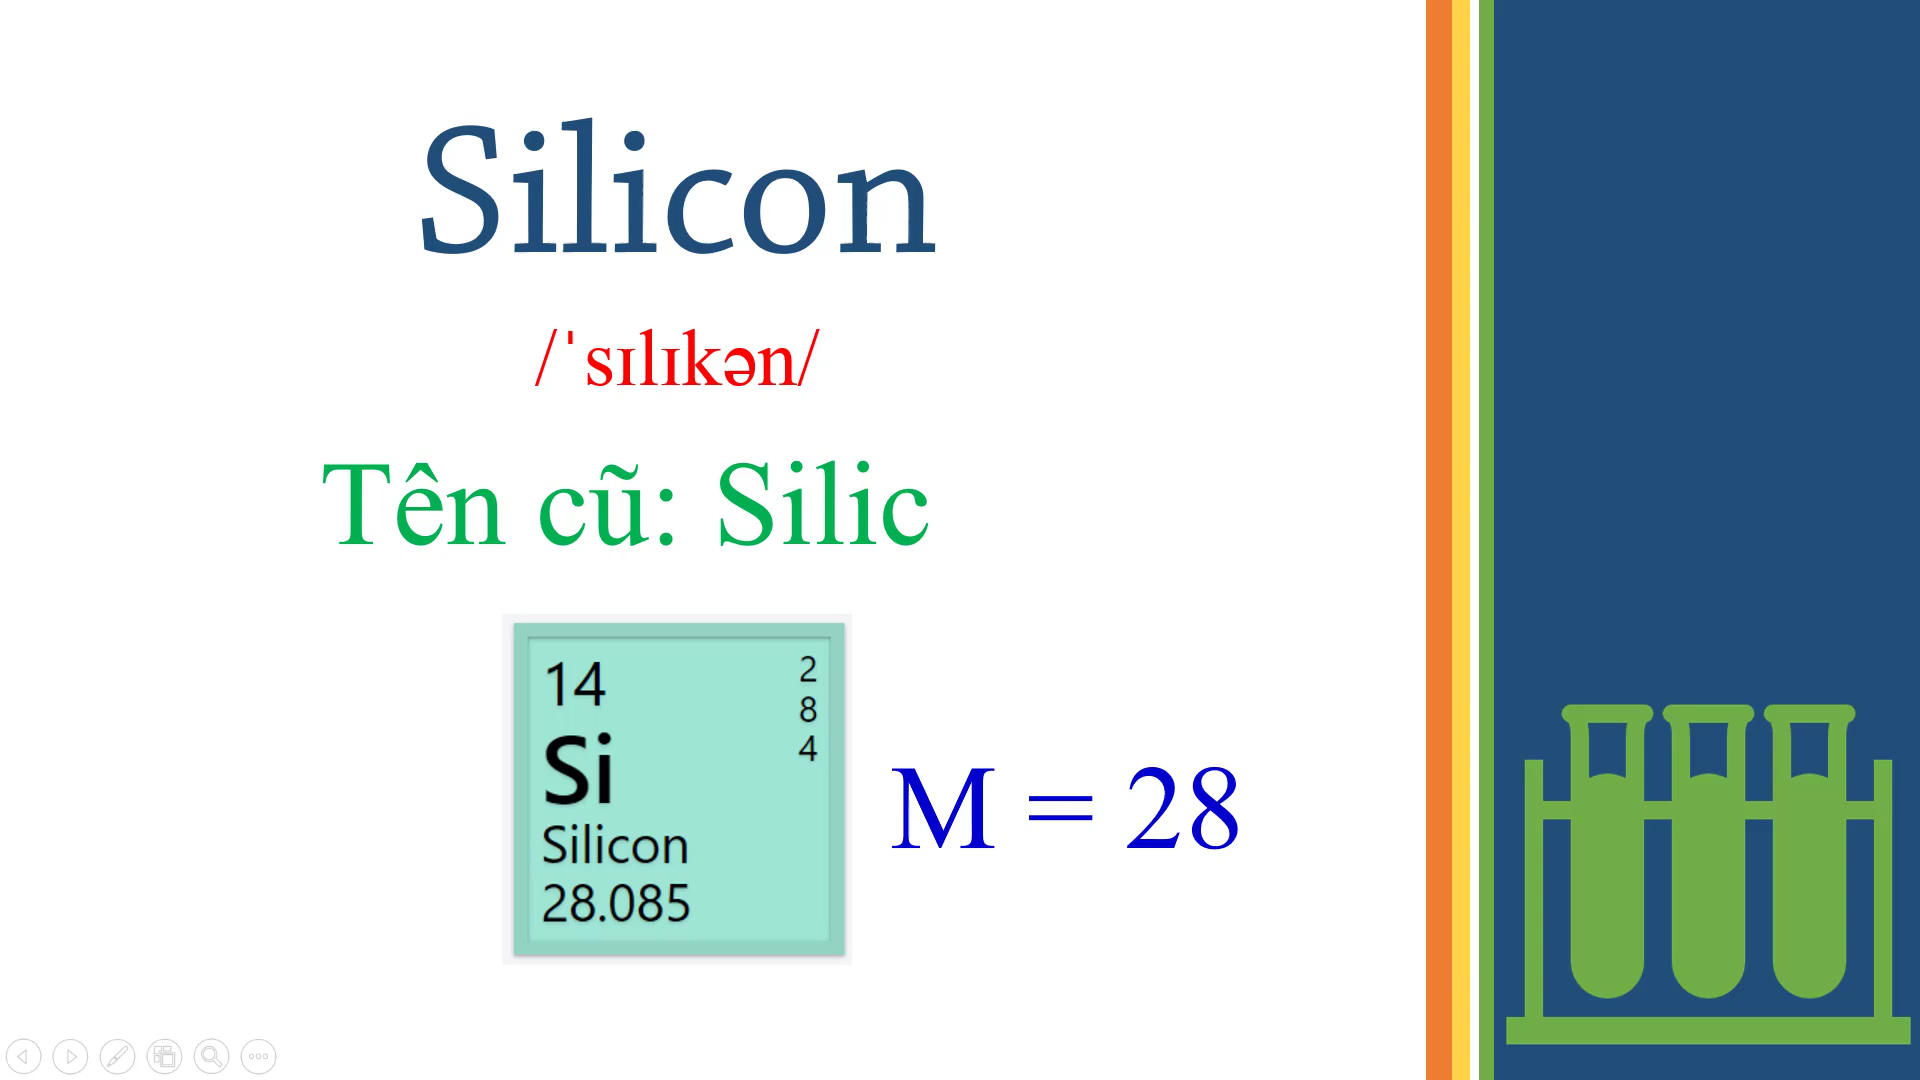 Silicon
/ˈsɪlɪkən/
Tên cũ: Silic
14
2
8
4
Si
Silicon
28.085
M = 28